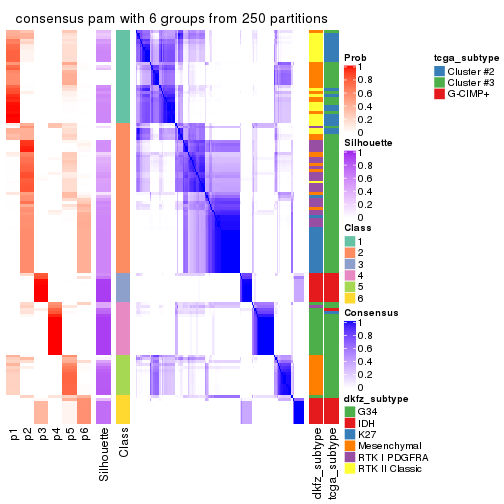 consensus pam with 6 groups from 250 partitions
Prob
1
0.8
0.6
0.4
0.2
0
Silhouette
1
0.8
0.6
0.4
0.2
0
Class
1
2
3
4
5
6
Consensus
1
0.8
0.6
0.4
0.2
0
dkfz_subtype
G34
IDH
K27
Mesenchymal
RTK I PDGFRA
RTK II Classic
tcga_subtype
Cluster #2
Cluster #3
G-CIMP+
p1
p2
p3
p4
p5
p6
Silhouette
Class
dkfz_subtype
tcga_subtype